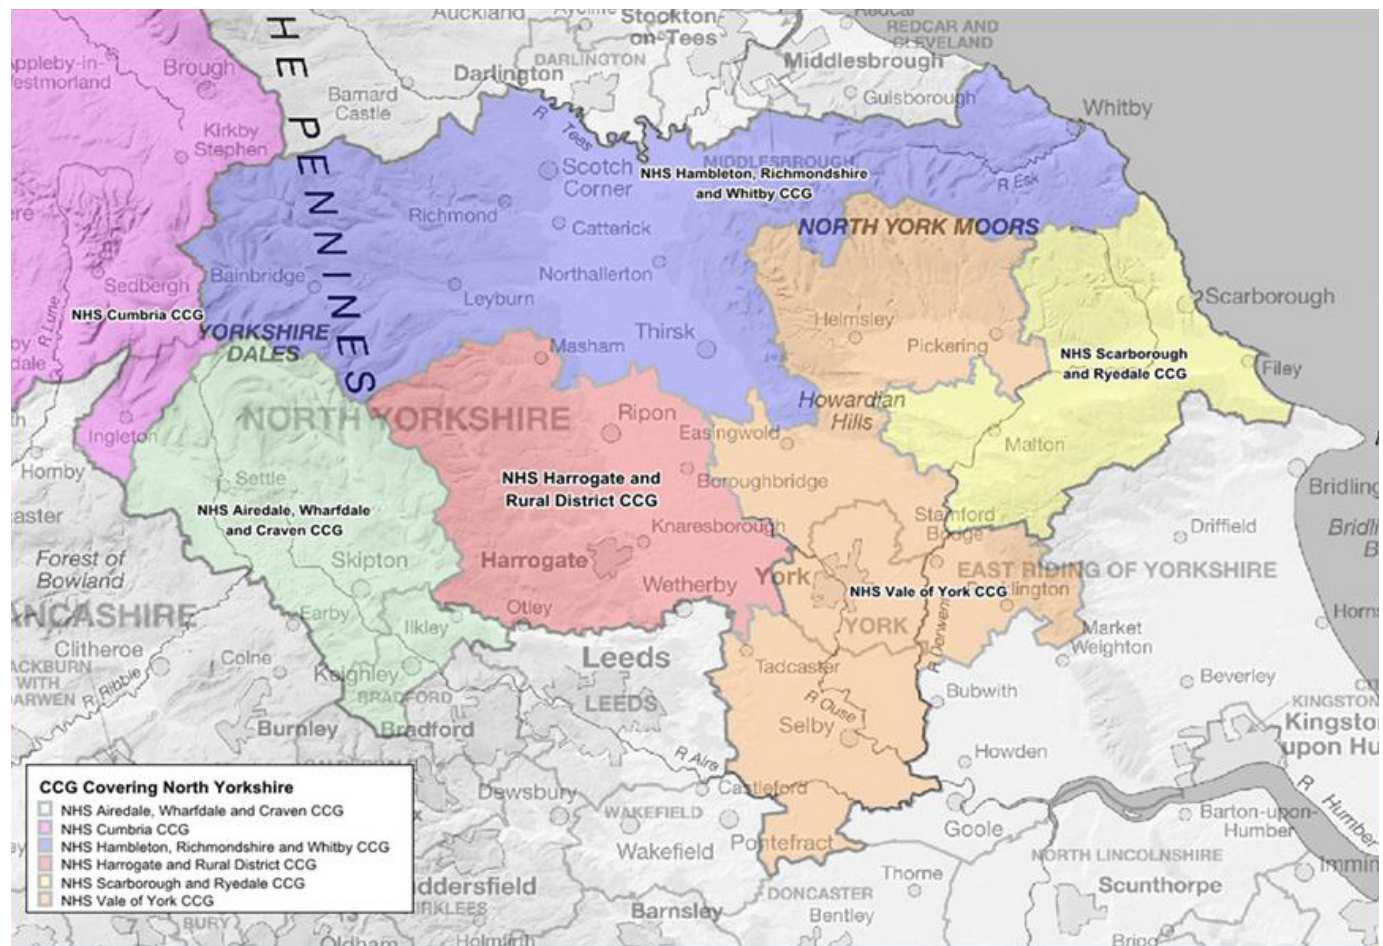 Auckland
Stockton
on-Tees
REDCAR AND
CLEVELAND
DARLINGTON
Middlesbrough
Darlington
Appleby-in-
Brough
Barnard
Castle
Guisborough
Whitby
HE PENNINES
Kirkby
Stephen
R Tees
Scotch
Corner
MIDDLESBROUGH
NHS Hambleton, Richmondshire
and Whitby CCG
R Esk
Richmond
Catterick
NORTH YORK MOORS
Northallerton
Bainbridge
Leyburn
Sedbergh
NHS Cumbria CCG
R Lune
YORKSHIRE
DALES
Thirsk
Masham
Helmsley
Pickering
Scarborough
NHS Scarborough
and Ryedale CCG
Filey
NORTH YORKSHIRE
Ripon
Howardian
Hills
Easingwold
Malton
Ingleton
Hornby
Settle
NHS Harrogate and
Rural District CCG
Boroughbridge
NHS Airedale, Wharfdale
and Craven CCG
Knaresborough
Stamford
Bridge
Driffield
Forest of
Bowland
Skipton
Harrogate
Wetherby
York
NHS Vale of York CCG
EAST RIDING OF YORKSHIRE
Otley
Earby
Ilkley
YORK
R Derwent
Market
Weighton
Clitheroe
Colne
R Ribble
Keighley
BRADFORD
Leeds
LEEDS
Tadcaster
Bubwith
Beverley
Burnley
Bradford
R Ouse
Selby
R Aire
Howden
Castleford
Dewsbury
WAKEFIELD
Wakefield
Pontefract
Goole
Barton-upon-
Humber
R Humber
NORTH LINCOLNSHIRE
Thorne
Scunthorpe
DONCASTER
Bentley
Barnsley
BURY
Oldham
Holmfirth
CCG Covering North Yorkshire
NHS Airedale, Wharfdale and Craven CCG
NHS Cumbria CCG
NHS Hambleton, Richmondshire and Whitby CCG
NHS Harrogate and Rural District CCG
NHS Scarborough and Ryedale CCG
NHS Vale of York CCG